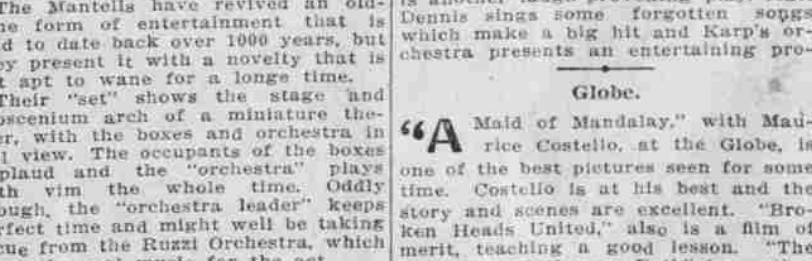 The Mantells have revived an old-
form of entertainment that is
to date back over 1000 years, but
present it with a novelty that is
apt to wane for a longe time.
Their "set" shows the stage and
arch of a miniature the-
with the boxes and orchestra in
view. The occupants of the boxes
and the "orchestra" plays
vim the whole time. Oddly
the "orchestra leader" keeps
time and might well be taking
cue from the Ruzzi Orchestra, which
music for the act
is another
Dennis sings some forgotten songs
which make a big hit and Karp's or-
chestra presents an entertaining pro-
Globe.
"A Maid of Mandalay," with Mau-
rice Costello, at the Globe, is
one of the best pictures seen for some
time. Costello is at his best and the
story and scenes are excellent. "Bro-
ken Heads United," also is a film of
merit, teaching a good lesson. "The